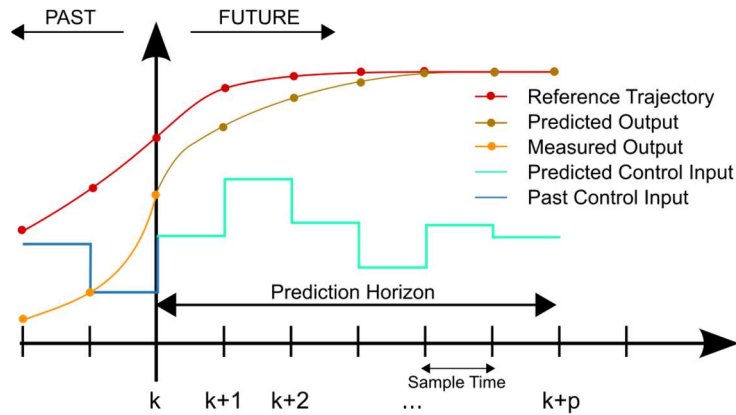 PAST
FUTURE
Reference Trajectory
Predicted Output
Measured Output
Predicted Control Input
Past Control Input
Prediction Horizon
Sample Time
k
k+1
k+2
...
k+p